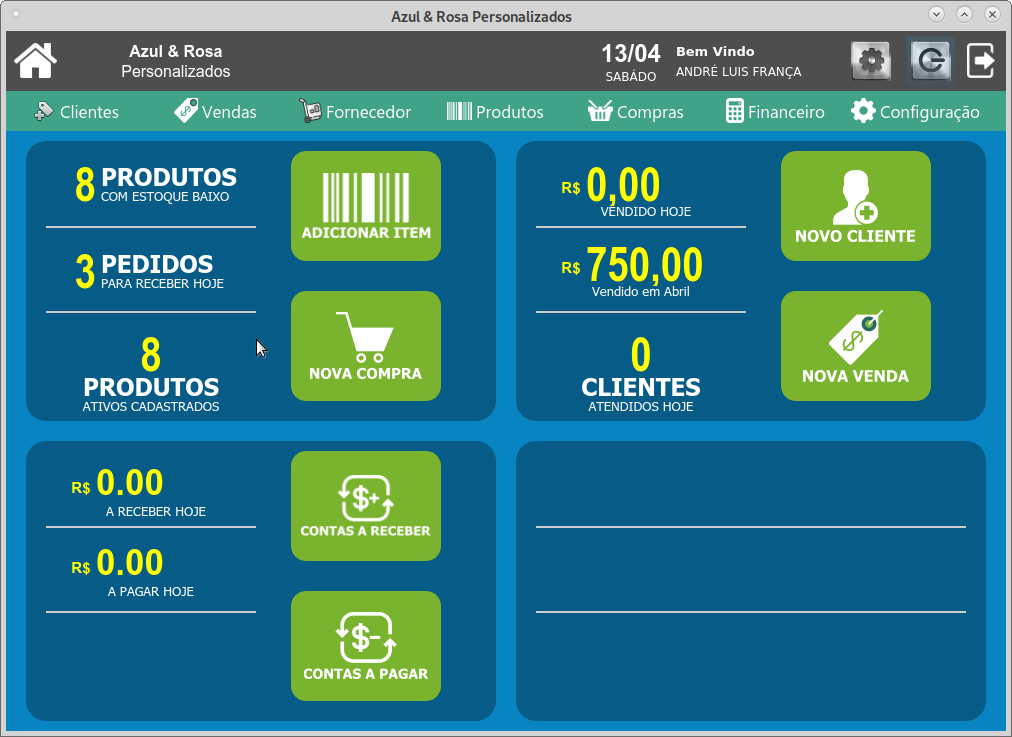 Azul & Rosa Personalizados
Azul & Rosa
Personalizados
13/04
SABÁDO
Bem Vindo
ANDRÉ LUIS FRANÇA
Clientes
Vendas
Fornecedor
Produtos
Compras
Financeiro
Configuração
8 PRODUTOS
COM ESTOQUE BAIXO
ADICIONAR ITEM
3 PEDIDOS
PARA RECEBER HOJE
NOVA COMPRA
8
PRODUTOS
ATIVOS CADASTRADOS
R$ 0,00
VENDIDO HOJE
NOVO CLIENTE
R$ 750,00
Vendido em Abril
NOVA VENDA
0
CLIENTES
ATENDIDOS HOJE
R$ 0.00
A RECEBER HOJE
CONTAS A RECEBER
R$ 0.00
A PAGAR HOJE
CONTAS A PAGAR